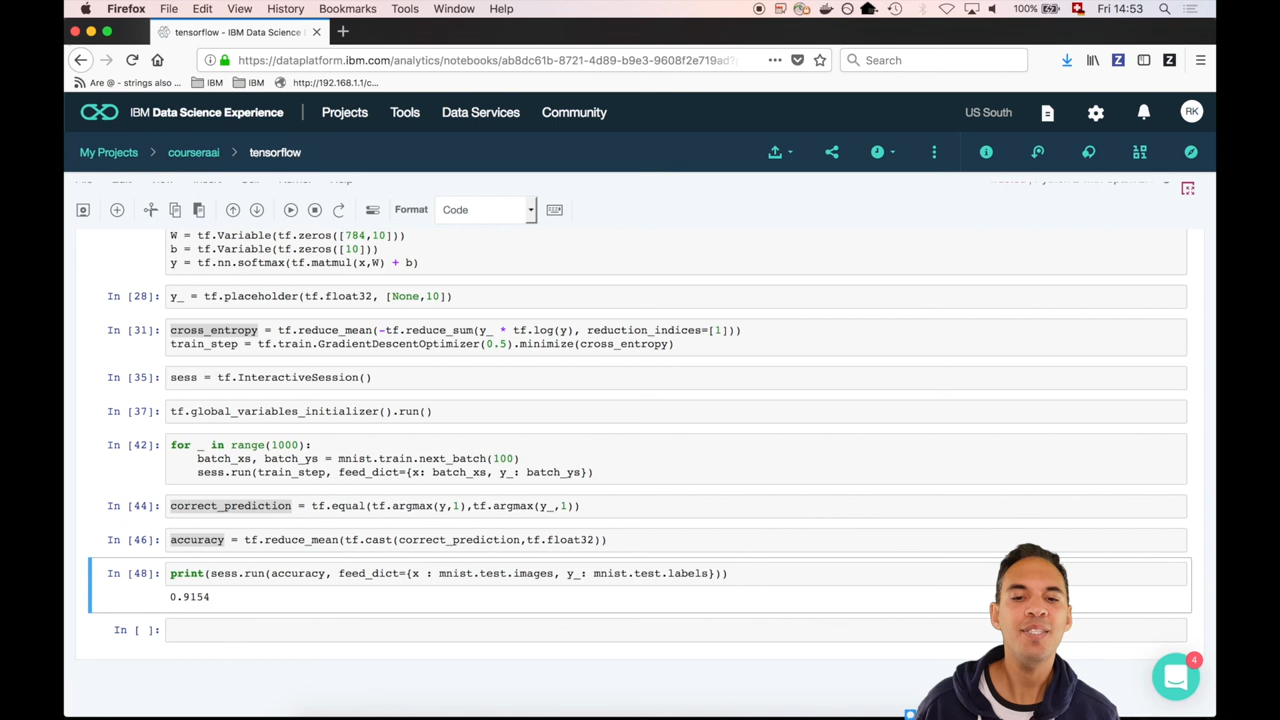 Firefox File Edit View History Bookmarks Tools Window Help 100% Fri 14:53
tensorflow - IBM Data Science
https://dataplatform.ibm.com/analytics/notebooks/ab8dc61b-8721-4d89-b9e3-9608f2e719ad? Search
Are @ - strings also ... IBM IBM http://192.168.1.1/c...
IBM Data Science Experience Projects Tools Data Services Community US South RK
My Projects > courseraai > tensorflow
Format Code
W = tf.Variable(tf.zeros([784,10]))
b = tf.Variable(tf.zeros([10]))
y = tf.nn.softmax(tf.matmul(x,W) + b)
In [28]: y_ = tf.placeholder(tf.float32, [None,10])
In [31]: cross_entropy = tf.reduce_mean(-tf.reduce_sum(y_ * tf.log(y), reduction_indices=[1]))
train_step = tf.train.GradientDescentOptimizer(0.5).minimize(cross_entropy)
In [35]: sess = tf.InteractiveSession()
In [37]: tf.global_variables_initializer().run()
In [42]: for _ in range(1000):
batch_xs, batch_ys = mnist.train.next_batch(100)
sess.run(train_step, feed_dict={x: batch_xs, y_: batch_ys})
In [44]: correct_prediction = tf.equal(tf.argmax(y,1),tf.argmax(y_,1))
In [46]: accuracy = tf.reduce_mean(tf.cast(correct_prediction,tf.float32))
In [48]: print(sess.run(accuracy, feed_dict={x : mnist.test.images, y_: mnist.test.labels}))
0.9154
In [ ]:
4